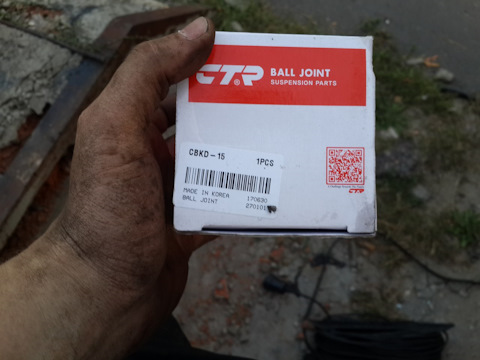 CTR® BALL JOINT
SUSPENSION PARTS
CBKD-15 1PCS
MADE IN KOREA 170630
BALL JOINT
CTR